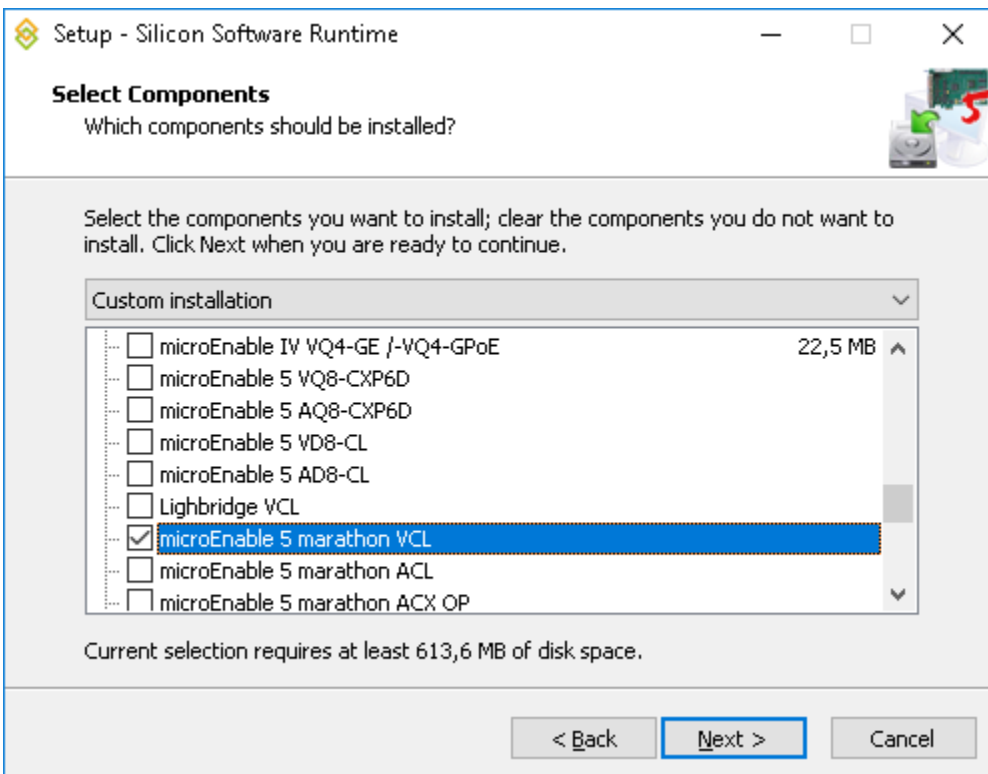 Setup - Silicon Software Runtime
Select Components
Which components should be installed?
Select the components you want to install; clear the components you do not want to
install. Click Next when you are ready to continue.
Custom installation
microEnable IV VQ4-GE /-VQ4-GPoE 22,5 MB
microEnable 5 VQ8-CXP6D
microEnable 5 AQ8-CXP6D
microEnable 5 VD8-CL
microEnable 5 AD8-CL
Lighbridge VCL
microEnable 5 marathon VCL
microEnable 5 marathon ACL
microEnable 5 marathon ACX OP
Current selection requires at least 613,6 MB of disk space.
< Back Next > Cancel